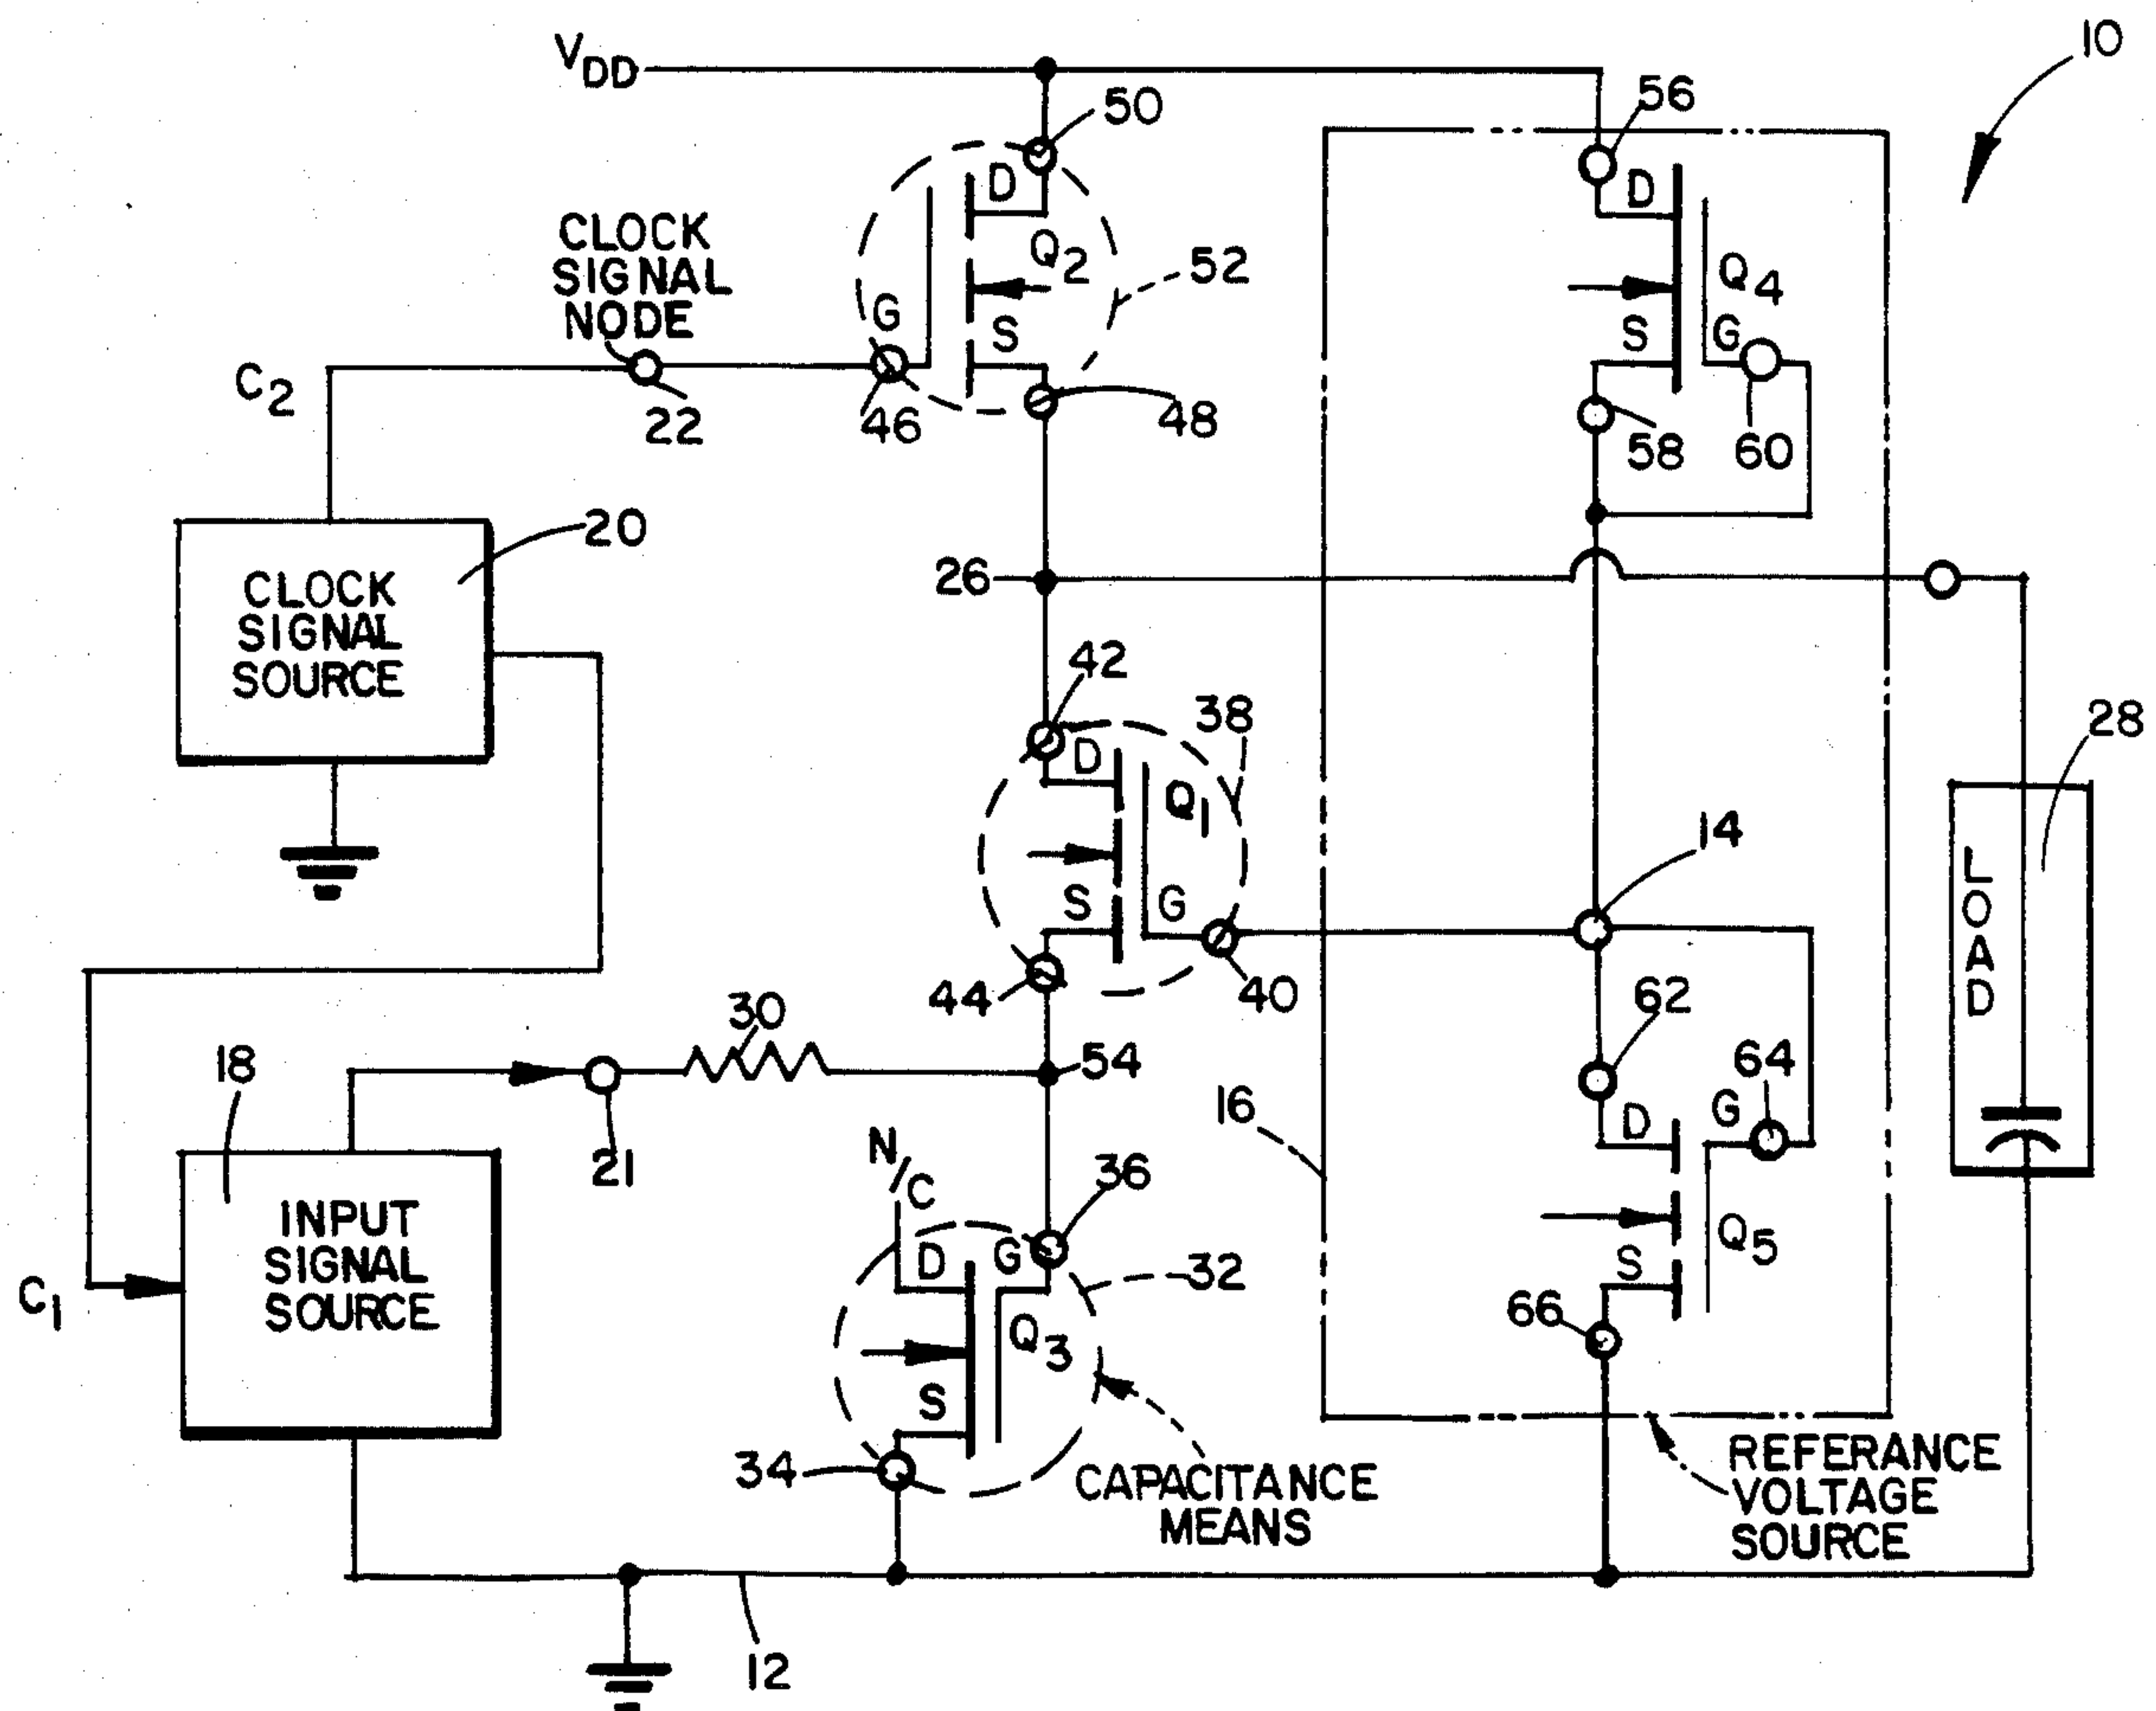 10
VDD
50
56
D
D
CLOCK
SIGNAL
NODE
Q2
52
Q4
G
S
S
G
C2
22
46
48
58
60
20
CLOCK
SIGNAL
SOURCE
26
42
38
28
D
Q1
14
LOAD
S
G
44
40
30
62
18
54
64
21
16
N/C
36
D
G
INPUT
SIGNAL
SOURCE
D
G
32
Q5
S
C1
Q3
66
S
34
CAPACITANCE
MEANS
REFERANCE
VOLTAGE
SOURCE
12